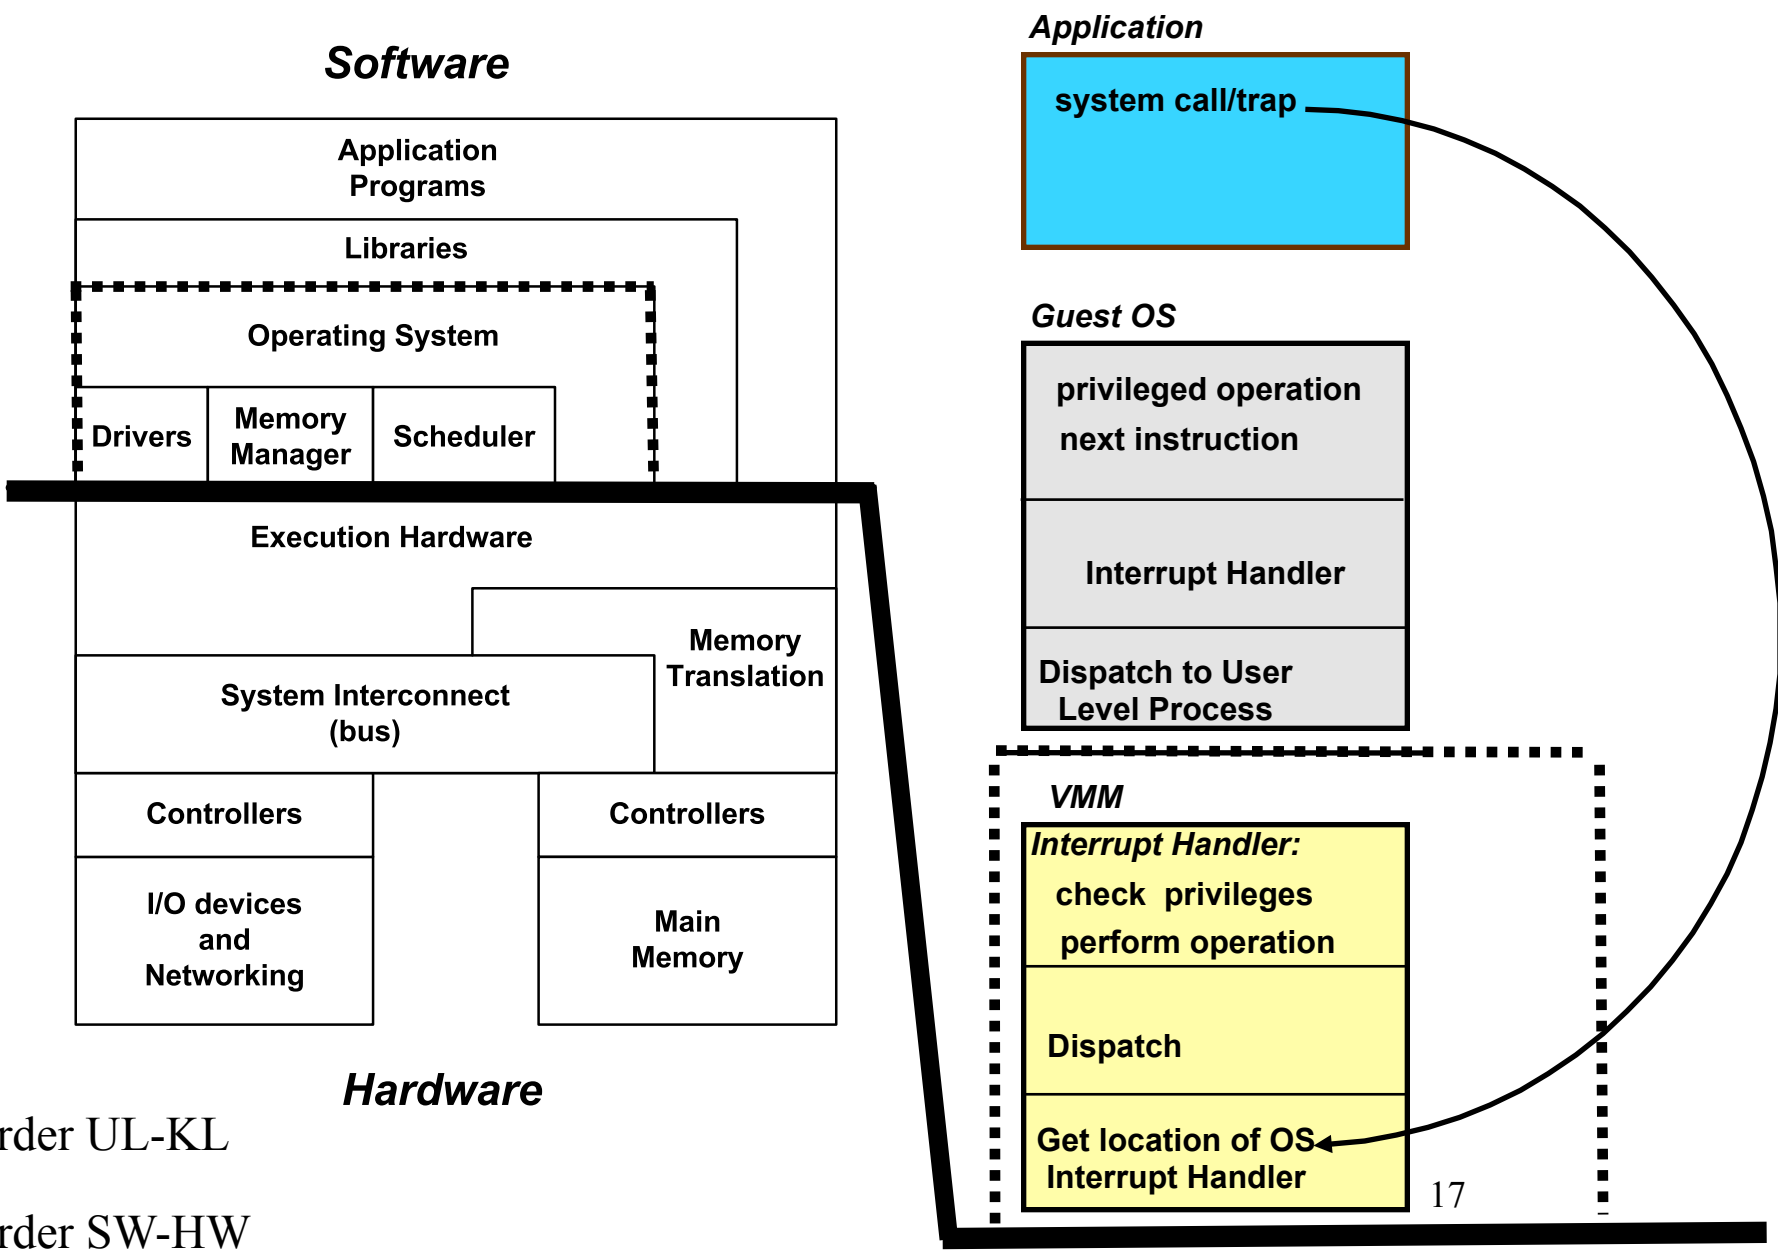 Software
Application
Programs
Libraries
Operating System
Drivers
Memory
Manager
Scheduler
Execution Hardware
Memory
Translation
System Interconnect
(bus)
Controllers
Controllers
I/O devices
and
Networking
Main
Memory
Hardware
rder UL-KL
rder SW-HW
Application
system call/trap
Guest OS
privileged operation
next instruction
Interrupt Handler
Dispatch to User
Level Process
VMM
Interrupt Handler:
check privileges
perform operation
Dispatch
Get location of OS
Interrupt Handler
17